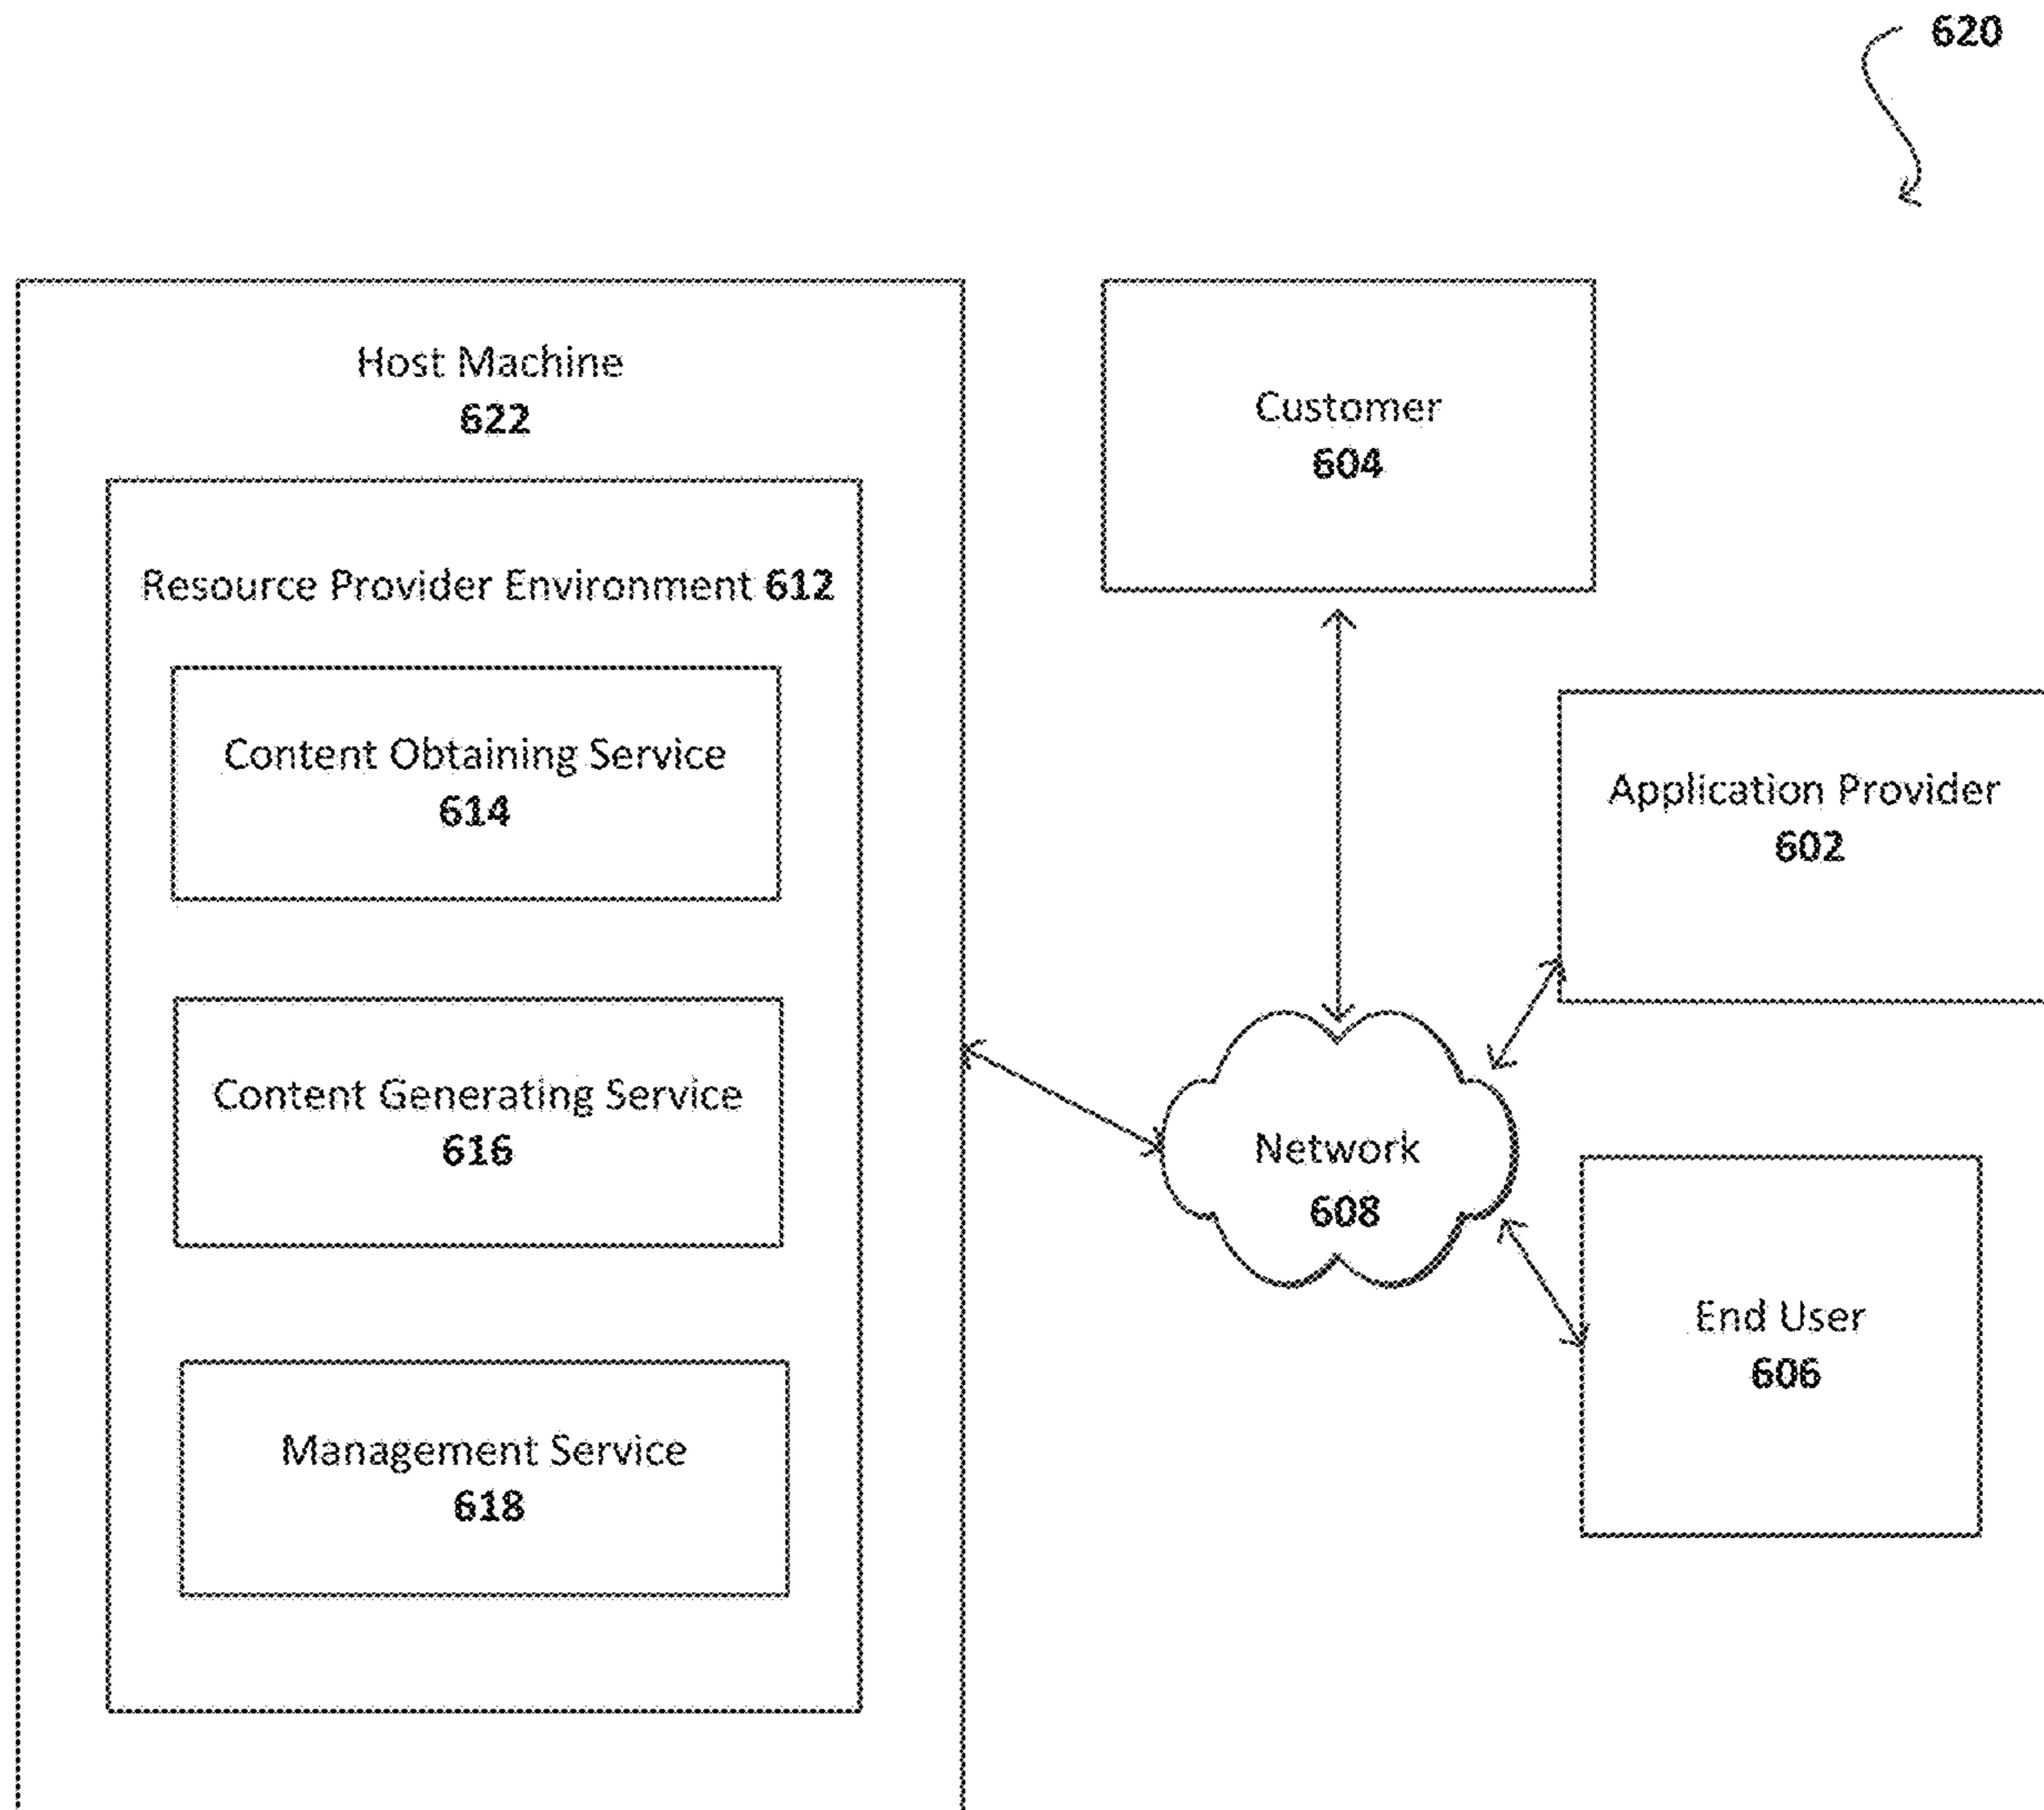 620
Host Machine
622
Resource Provider Environment 612
Content Obtaining Service
614
Content Generating Service
616
Management Service
618
Customer
604
Application Provider
602
Network
608
End User
606